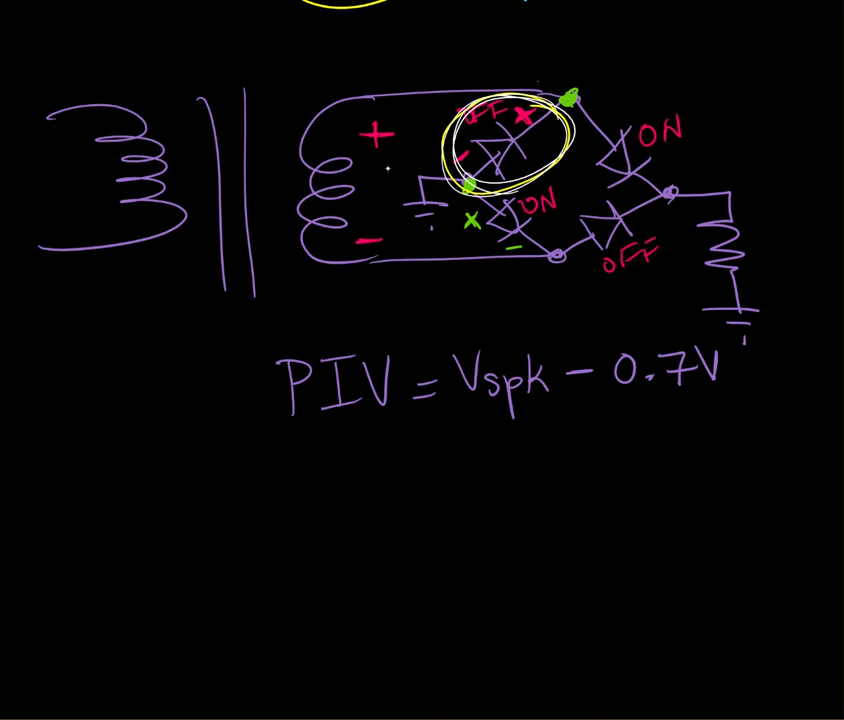 OFF
+
ON
-
ON
-
OFF
PIV = Vspk - 0.7V